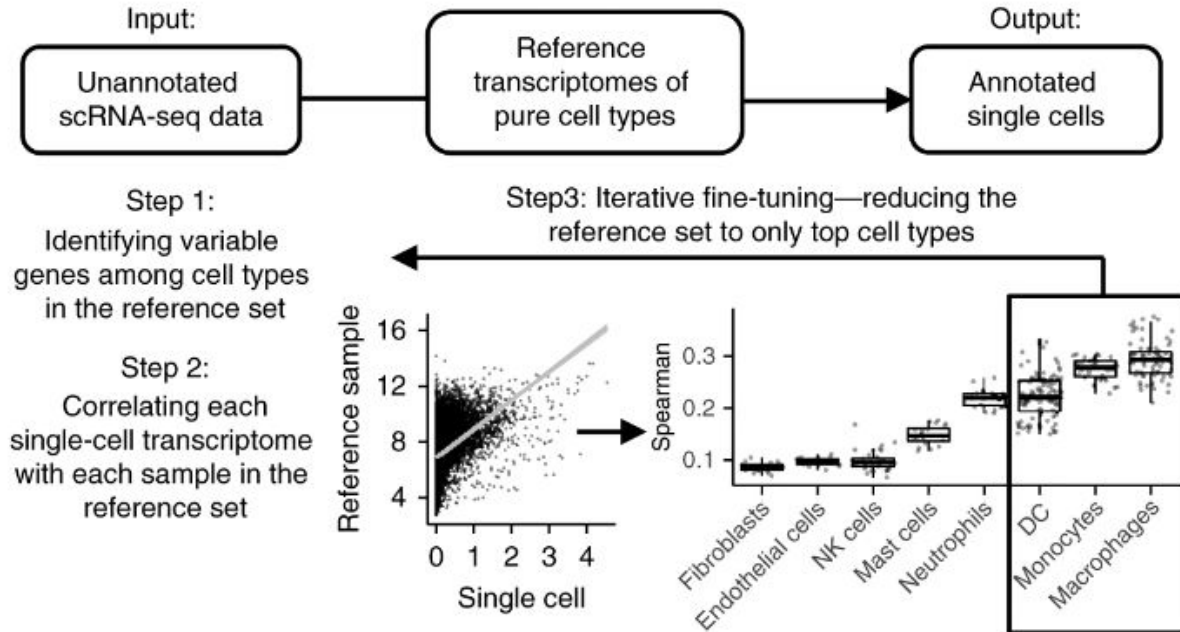 Input:
Unannotated
scRNA-seq data
Reference
transcriptomes of
pure cell types
Output:
Annotated
single cells
Step 1:
Identifying variable
genes among cell types
in the reference set
Step 2:
Correlating each
single-cell transcriptome
with each sample in the
reference set
Step3: Iterative fine-tuning—reducing the
reference set to only top cell types
Reference sample
16
12
8
4
0 1 2 3 4
Single cell
Spearman
0.3
0.2
0.1
Fibroblasts
Endothelial cells
NK cells
Mast cells
Neutrophils
DC
Monocytes
Macrophages